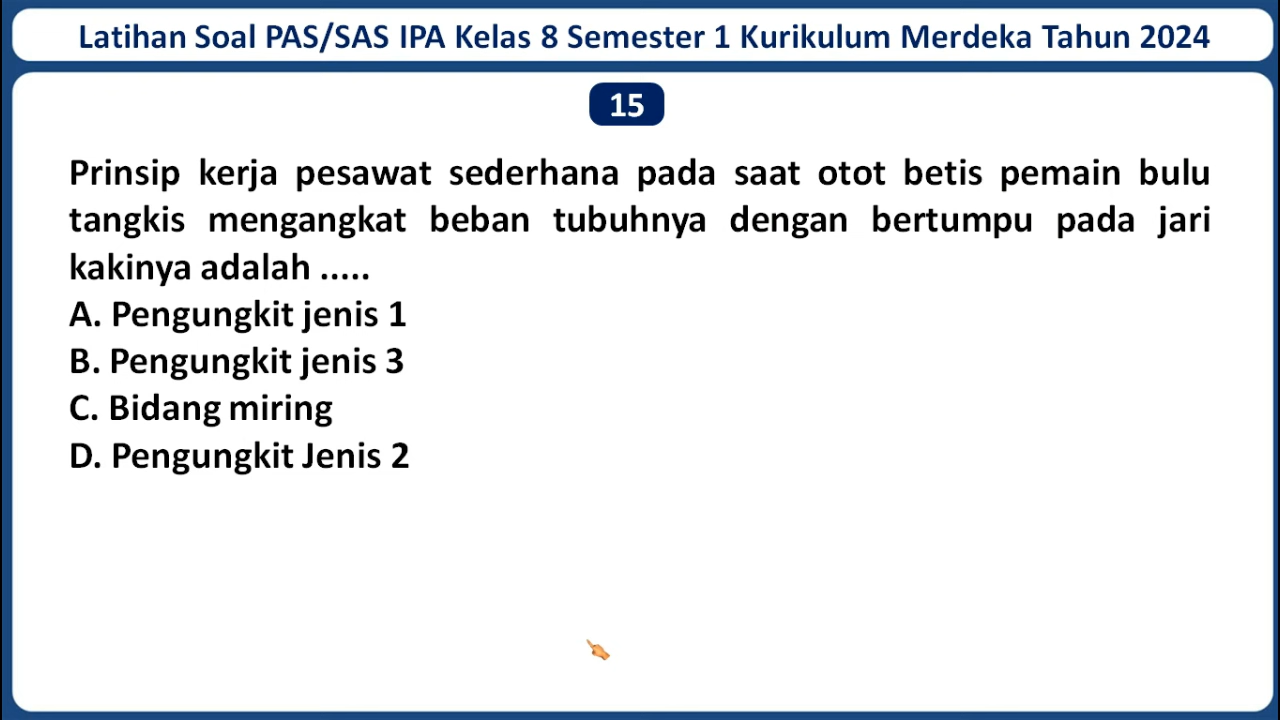 Latihan Soal PAS/SAS IPA Kelas 8 Semester 1 Kurikulum Merdeka Tahun 2024
15
Prinsip kerja pesawat sederhana pada saat otot betis pemain bulu
tangkis mengangkat beban tubuhnya dengan bertumpu pada jari
kakinya adalah .....
A. Pengungkit jenis 1
B. Pengungkit jenis 3
C. Bidang miring
D. Pengungkit Jenis 2